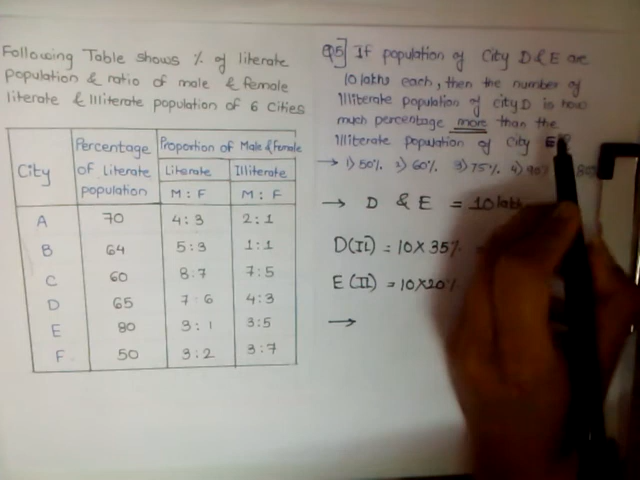 Following Table shows % of literate
population & ratio of male & female
literate & Illiterate population of 6 Cities
City
Percentage of Literate population
Proportion of Male & female
Literate
Illiterate
M : F
M : F
A 70 4 : 3 2 : 1
B 64 5 : 3 1 : 1
C 60 8 : 7 7 : 5
D 65 7 : 6 4 : 3
E 80 3 : 1 3 : 5
F 50 3 : 2 3 : 7
Q5] If population of City D & E are
10 lakhs each, then the number of
Illiterate population of city D is how
much percentage more than the
Illiterate population of City
→ 1) 50%. 2) 60%. 3) 75%. 4) 90%
→ D & E = 10 lakh
D (IL) = 10 X 35% =
E (IL) = 10 X 20%
→